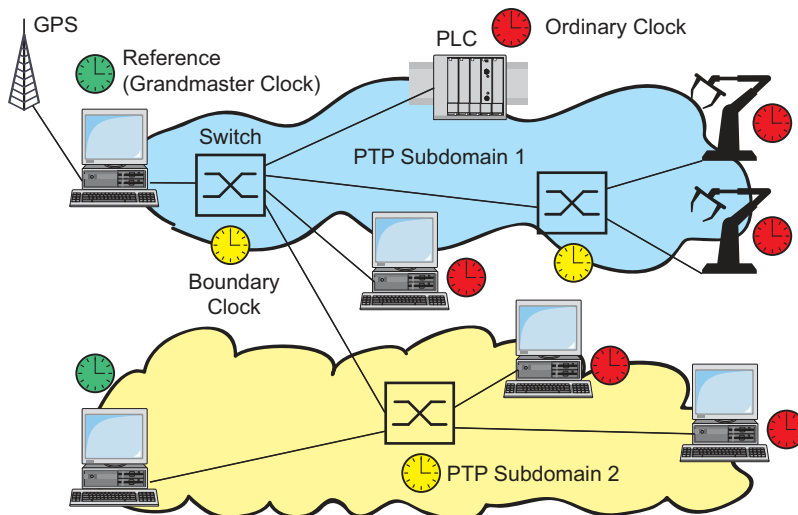 GPS
Reference
(Grandmaster Clock)
PLC
Ordinary Clock
Switch
PTP Subdomain 1
Boundary
Clock
PTP Subdomain 2